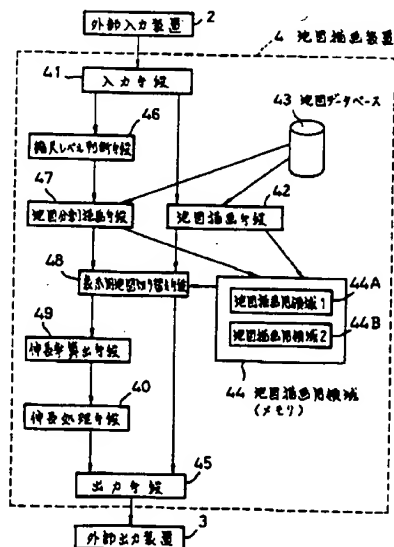 外部入力装置
2
4 地図描画装置
41
入力手段
46
縮尺レベル判断手段
43 地図データベース
47
地図分割描画手段
42
地図描画手段
48
表示用地図切り替え手段
地図描画用領域1
44A
地図描画用領域2
44B
44 地図描画用領域
(メモリ)
49
伸長率算出手段
40
伸長処理手段
45
出力手段
外部出力装置
3